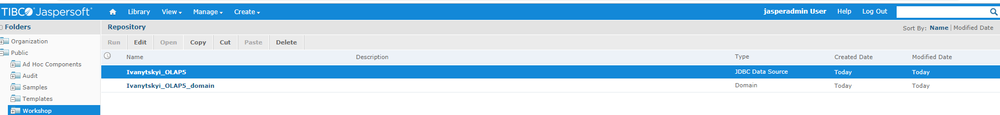 TIBCO Jaspersoft® Library View Manage Create jasperadmin User Help Log Out
Folders
Repository Sort By: Name | Modified Date
Organization
Public
Ad Hoc Components
Audit
Samples
Templates
Workshop
Run Edit Open Copy Cut Paste Delete
Name Description Type Created Date Modified Date
Ivanytskyi_OLAP5 JDBC Data Source Today Today
Ivanytskyi_OLAP5_domain Domain Today Today